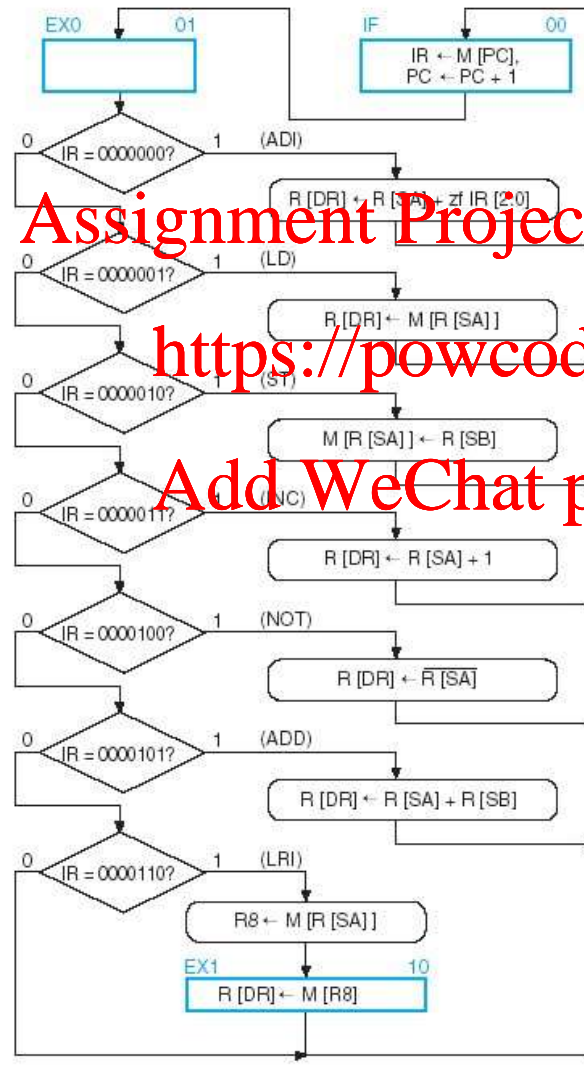 EX0 01
IF 00
IR ← M [PC],
PC ← PC + 1
0 IR = 0000000? 1 (ADI)
R [DR] ← R [SA] + zf IR [2:0]
Assignment Projec
0 IR = 0000001? 1 (LD)
R [DR] ← M [R [SA] ]
https://powcod
0 IR = 0000010? 1 (ST)
M [R [SA] ] ← R [SB]
Add WeChat p
0 IR = 0000011? 1 (INC)
R [DR] ← R [SA] + 1
0 IR = 0000100? 1 (NOT)
R [DR] ← R [SA]
0 IR = 0000101? 1 (ADD)
R [DR] ← R [SA] + R [SB]
0 IR = 0000110? 1 (LRI)
R8 ← M [R [SA] ]
EX1 10
R [DR] ← M [R8]